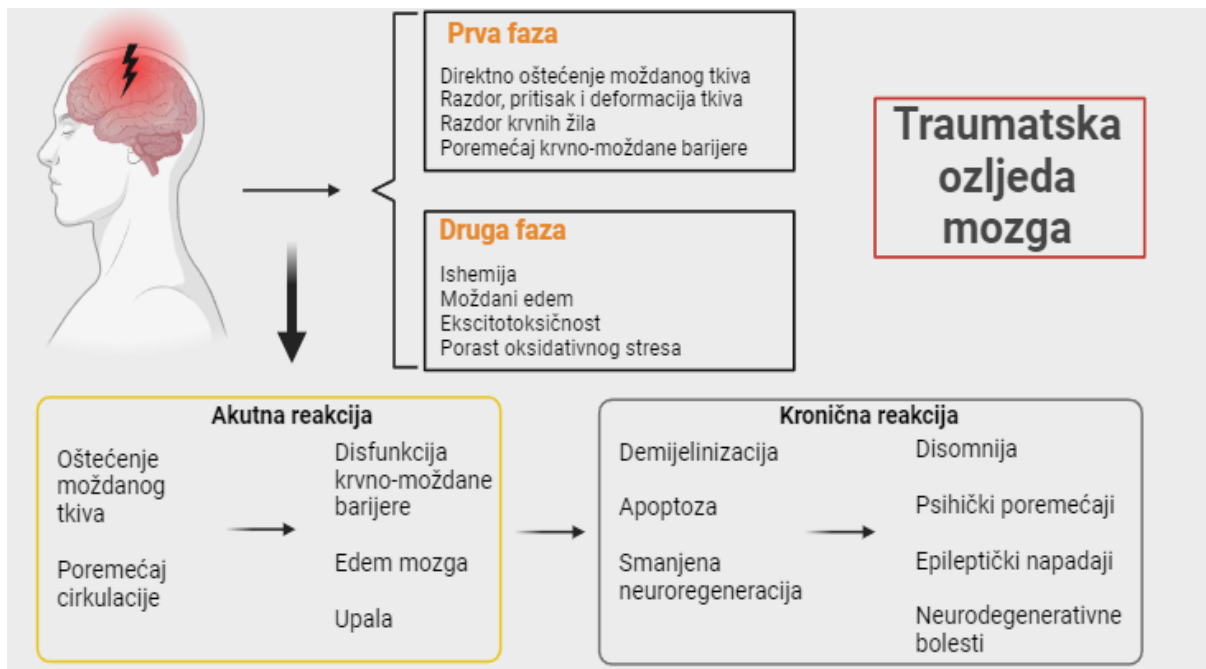 Prva faza
Direktno oštećenje moždanog tkiva
Razdor, pritisak i deformacija tkiva
Razdor krvnih žila
Poremećaj krvno-moždane barijere
Traumatska
ozljeda
mozga
Druga faza
Ishemija
Moždani edem
Ekscitotoksičnost
Porast oksidativnog stresa
Akutna reakcija
Oštećenje
moždanog
tkiva
Poremećaj
cirkulacije
Disfunkcija
krvno-moždane
barijere
Edem mozga
Upala
Kronična reakcija
Demijelinizacija
Apoptoza
Smanjena
neuroregeneracija
Disomnija
Psihički poremećaji
Epileptički napadaji
Neurodegenerativne
bolesti